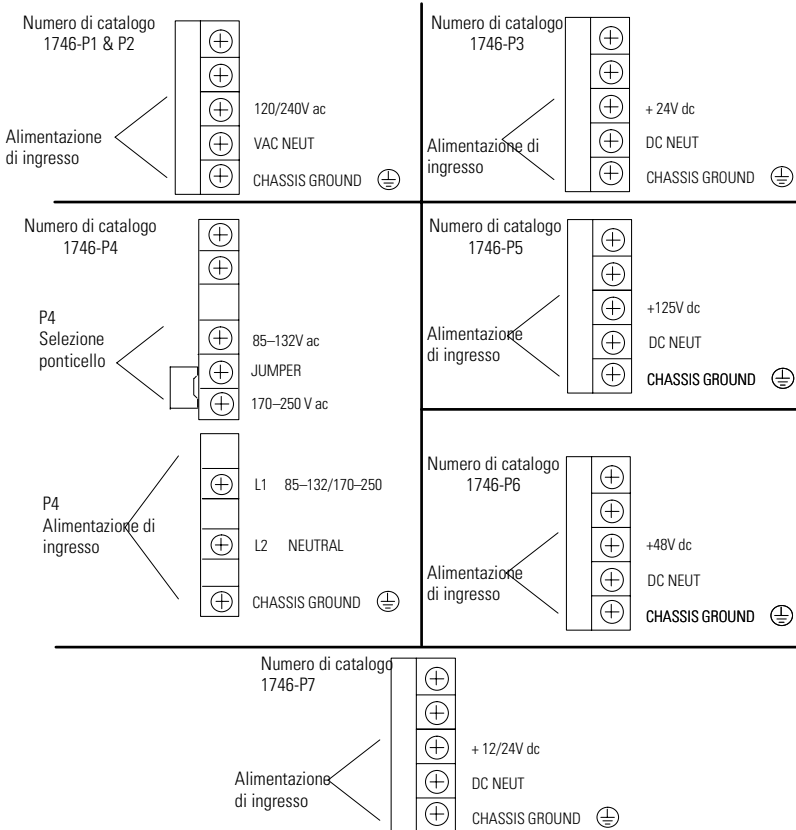 Numero di catalogo
1746-P1 & P2
120/240V ac
Alimentazione
di ingresso
VAC NEUT
CHASSIS GROUND
Numero di catalogo
1746-P3
+ 24V dc
Alimentazione di
ingresso
DC NEUT
CHASSIS GROUND
Numero di catalogo
1746-P4
P4
Selezione
ponticello
85–132V ac
JUMPER
170–250 V ac
P4
Alimentazione di
ingresso
L1 85–132/170–250
L2 NEUTRAL
CHASSIS GROUND
Numero di catalogo
1746-P5
+125V dc
Alimentazione
di ingresso
DC NEUT
CHASSIS GROUND
Numero di catalogo
1746-P6
+48V dc
Alimentazione
di ingresso
DC NEUT
CHASSIS GROUND
Numero di catalogo
1746-P7
+ 12/24V dc
Alimentazione
di ingresso
DC NEUT
CHASSIS GROUND